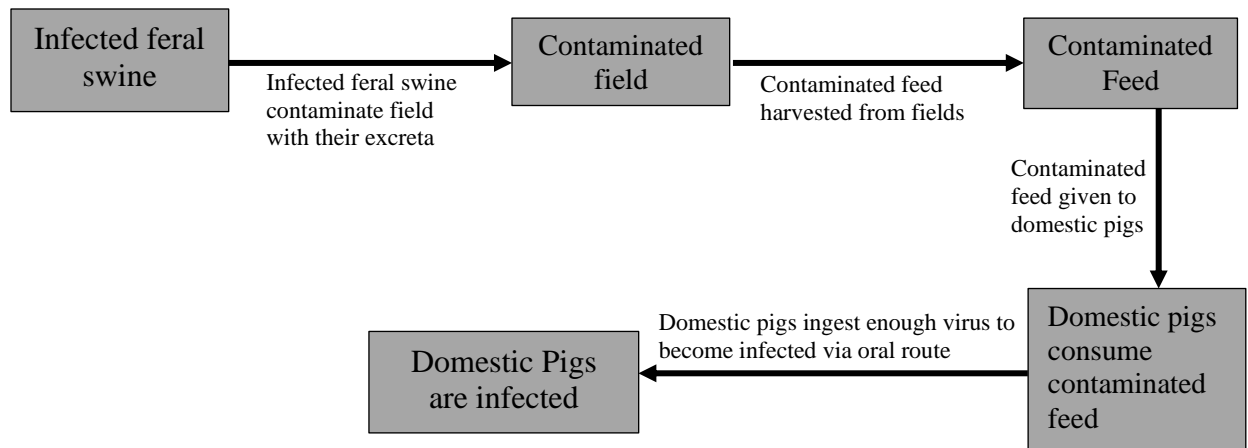 Infected feral
swine
Infected feral swine
contaminate field
with their excreta
Contaminated
field
Contaminated feed
harvested from fields
Contaminated
Feed
Contaminated
feed given to
domestic pigs
Domestic pigs
consume
contaminated
feed
Domestic pigs ingest enough virus to
become infected via oral route
Domestic Pigs
are infected